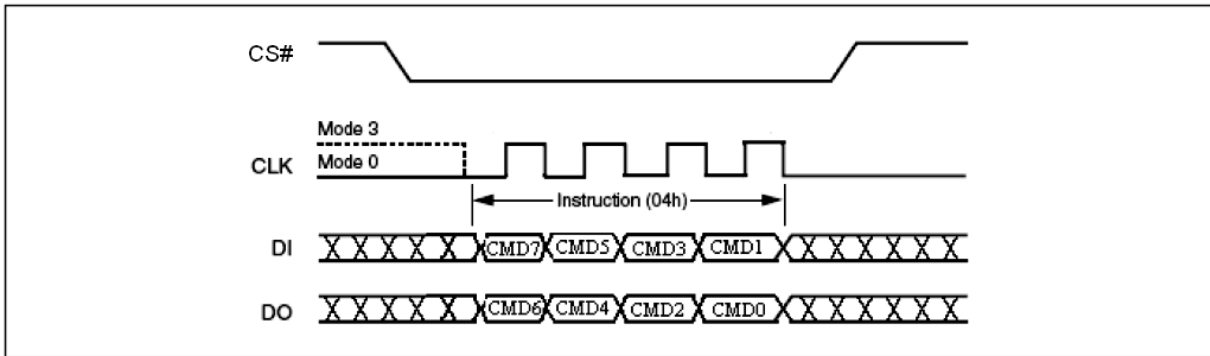 CS#
Mode 3
CLK Mode 0
Instruction (04h)
DI CMD7 CMD5 CMD3 CMD1
DO CMD6 CMD4 CMD2 CMD0